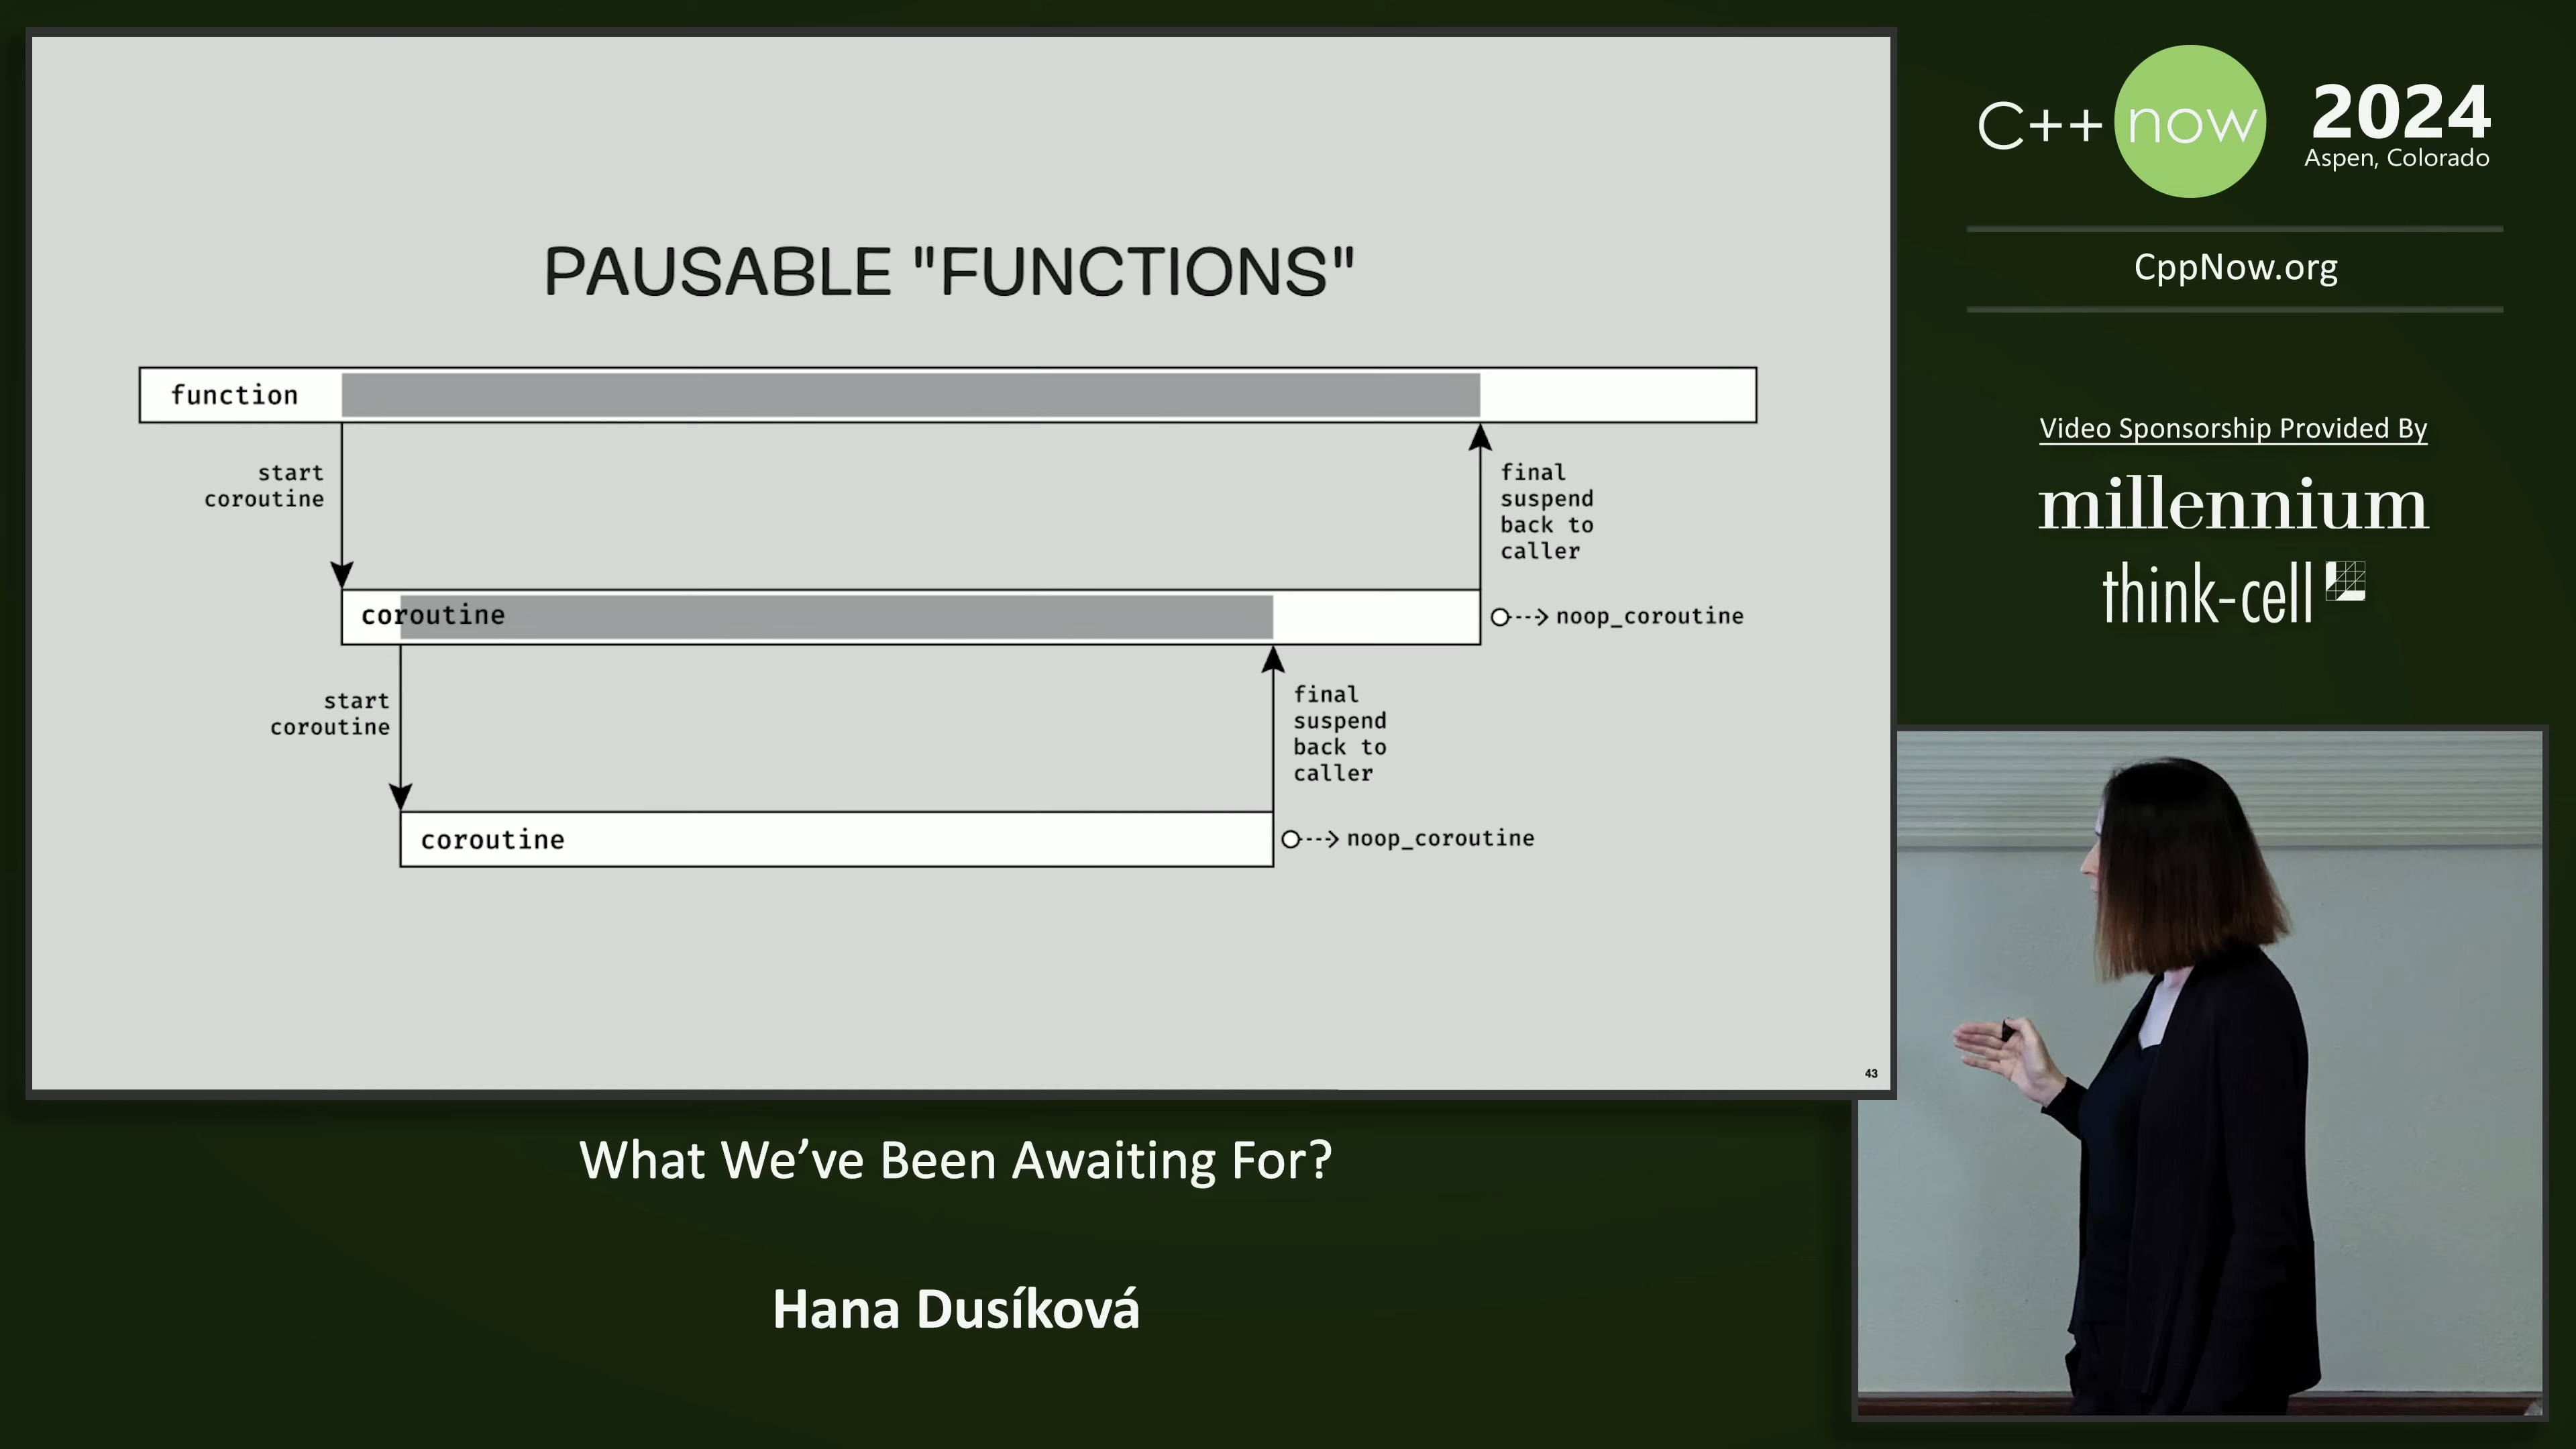 PAUSABLE "FUNCTIONS"
function
start
coroutine
final
suspend
back to
caller
coroutine
noop_coroutine
start
coroutine
final
suspend
back to
caller
coroutine
noop_coroutine
43
C++ now
2024
Aspen, Colorado
CppNow.org
Video Sponsorship Provided By
millennium
think-cell
What We’ve Been Awaiting For?
Hana Dusíková